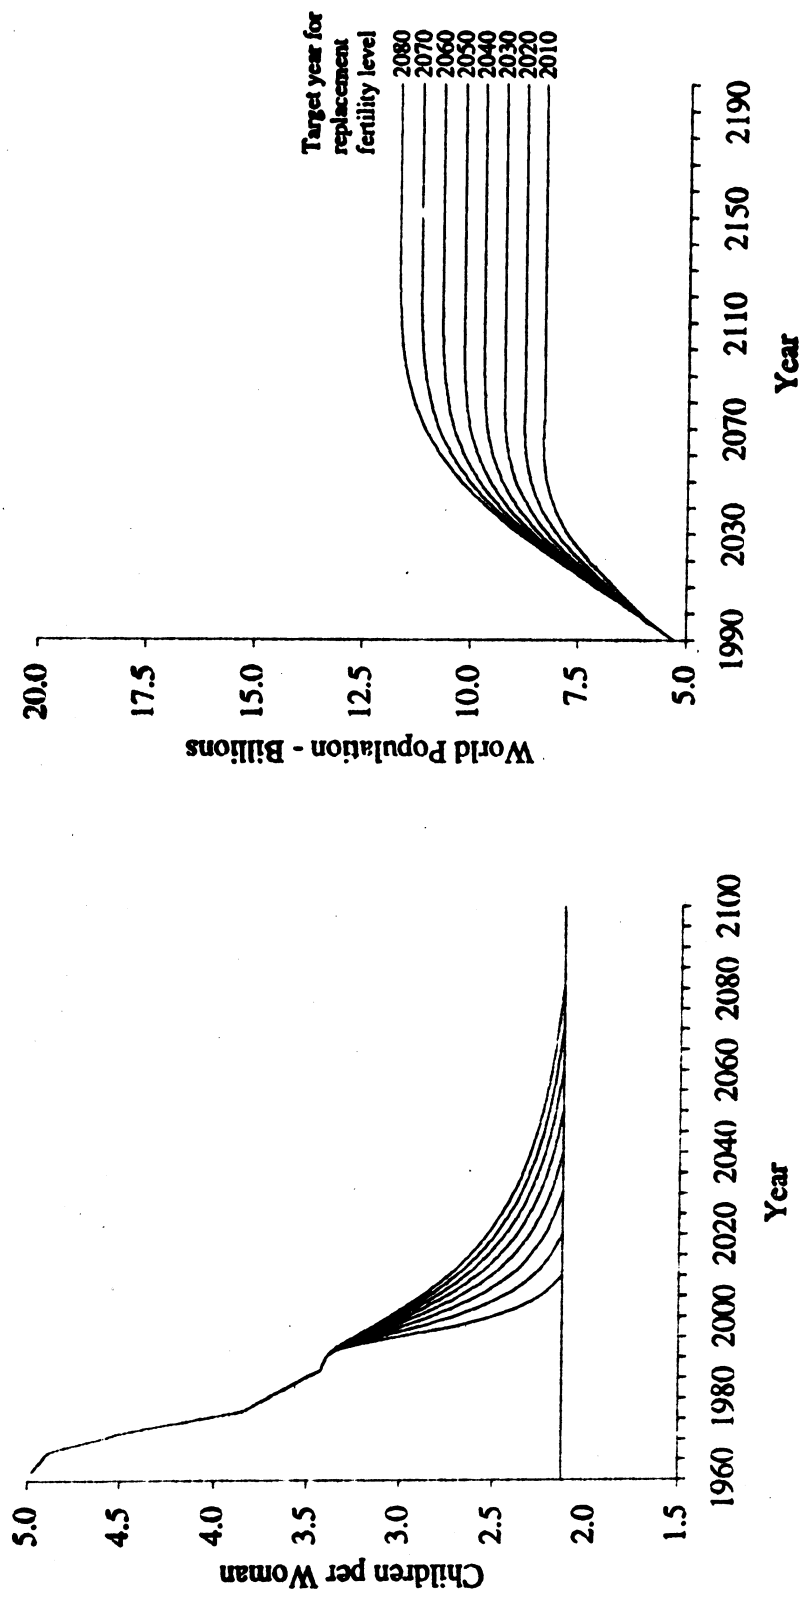 Children per Woman
5.0
4.5
4.0
3.5
3.0
2.5
2.0
1.5
1960 1980 2000 2020 2040 2060 2080 2100
Year
World Population - Billions
20.0
17.5
15.0
12.5
10.0
7.5
5.0
1990 2030 2070 2110 2150 2190
Year
Target year for
replacement
fertility level
2080
2070
2060
2050
2040
2030
2020
2010